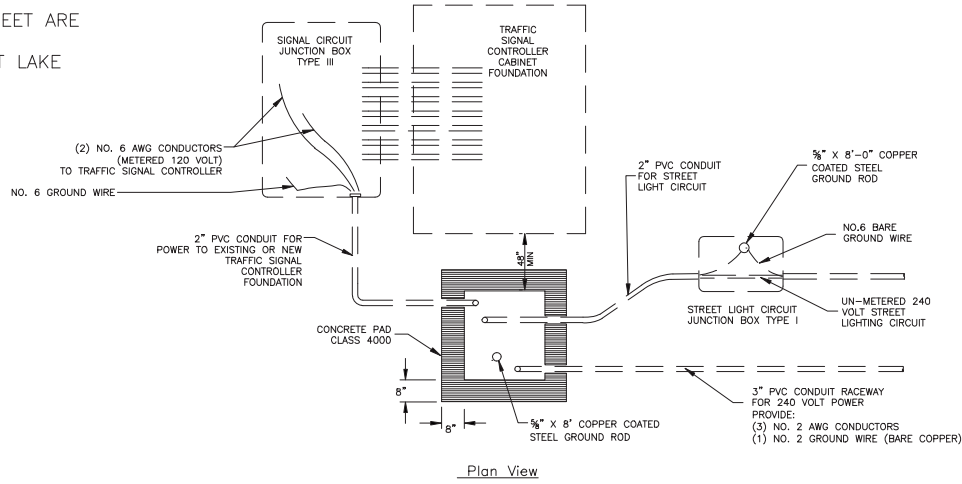 EET ARE
T LAKE
SIGNAL CIRCUIT
JUNCTION BOX
TYPE III
TRAFFIC
SIGNAL
CONTROLLER
CABINET
FOUNDATION
(2) NO. 6 AWG CONDUCTORS
(METERED 120 VOLT)
TO TRAFFIC SIGNAL CONTROLLER
NO. 6 GROUND WIRE
2" PVC CONDUIT
FOR STREET
LIGHT CIRCUIT
⅝" X 8'-0" COPPER
COATED STEEL
GROUND ROD
NO.6 BARE
GROUND WIRE
2" PVC CONDUIT FOR
POWER TO EXISTING OR NEW
TRAFFIC SIGNAL
CONTROLLER
FOUNDATION
48"
MIN
UN-METERED 240
VOLT STREET
LIGHTING CIRCUIT
STREET LIGHT CIRCUIT
JUNCTION BOX TYPE I
CONCRETE PAD
CLASS 4000
8"
8"
⅝" X 8' COPPER COATED
STEEL GROUND ROD
3" PVC CONDUIT RACEWAY
FOR 240 VOLT POWER
PROVIDE:
(3) NO. 2 AWG CONDUCTORS
(1) NO. 2 GROUND WIRE (BARE COPPER)
Plan View